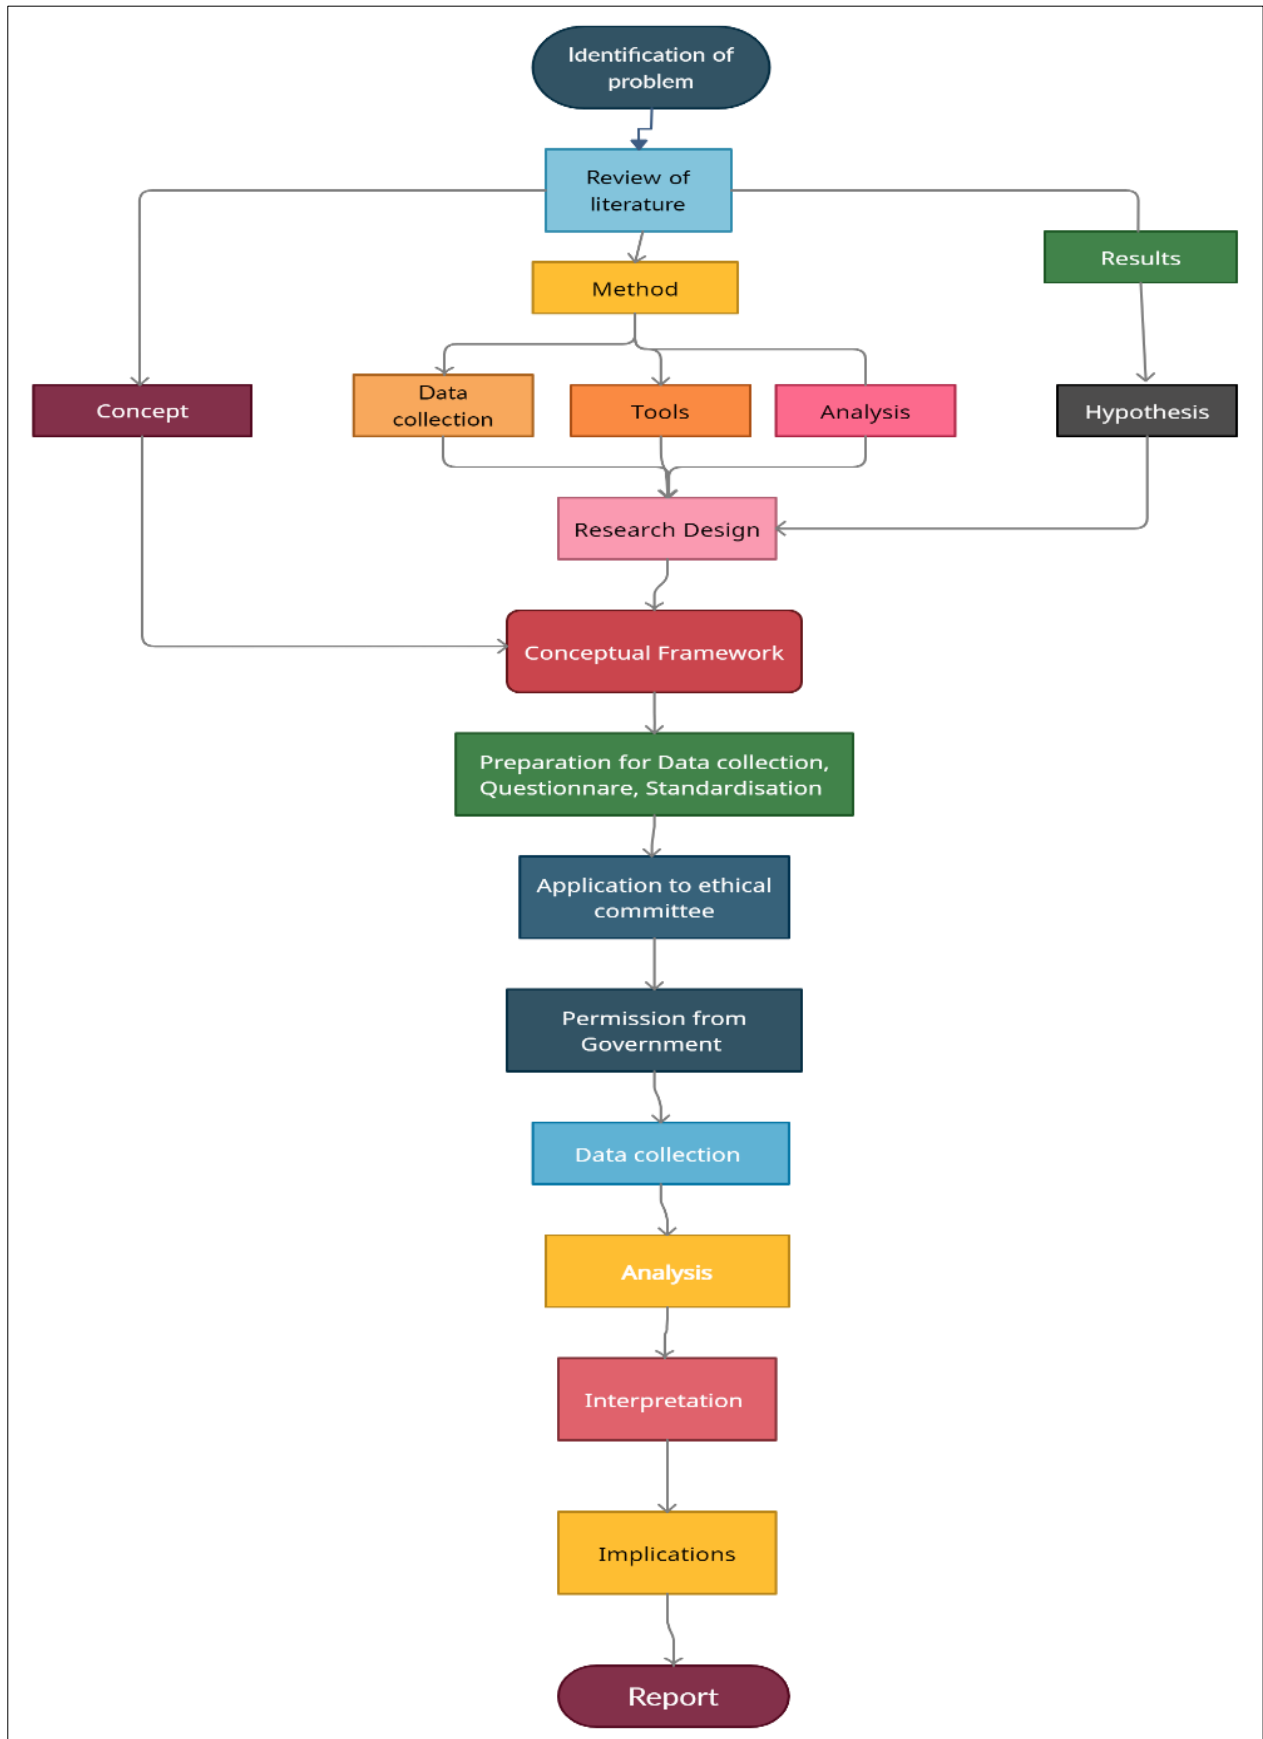 Identification of
problem
Review of
literature
Method
Results
Concept
Data
collection
Tools
Analysis
Hypothesis
Research Design
Conceptual Framework
Preparation for Data collection,
Questionnare, Standardisation
Application to ethical
committee
Permission from
Government
Data collection
Analysis
Interpretation
Implications
Report